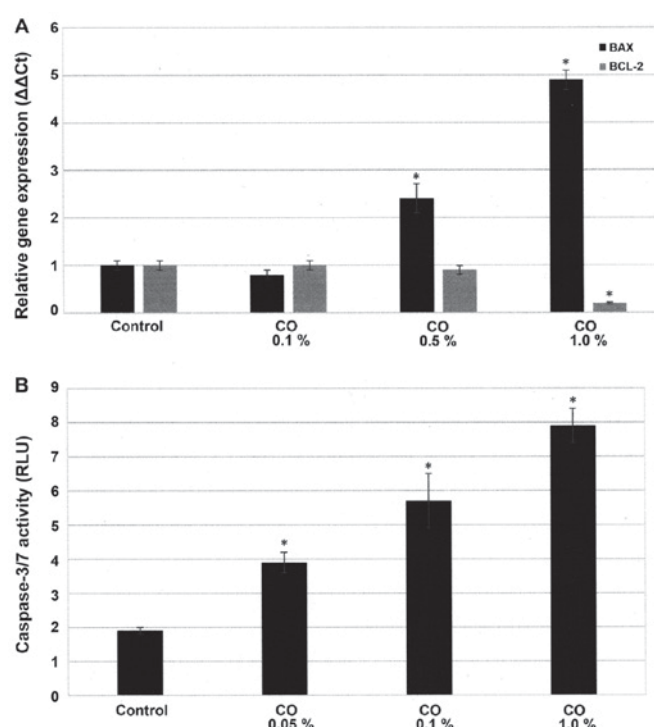 A
Relative gene expression (ΔΔCt)
6
5
4
3
2
1
0
*
*
*
BAX
BCL-2
Control
CO
0.1 %
CO
0.5 %
CO
1.0 %
B
Caspase-3/7 activity (RLU)
9
8
7
6
5
4
3
2
1
0
*
*
*
Control
CO
0.05 %
CO
0.1 %
CO
1.0 %